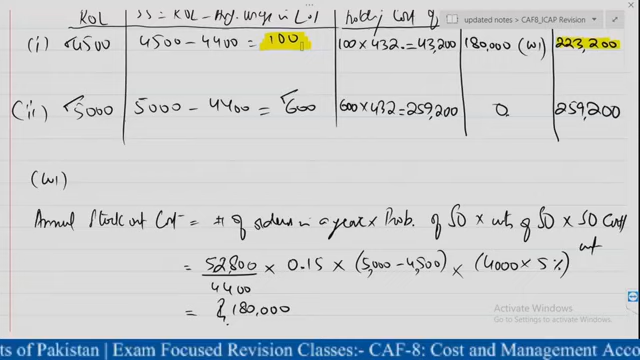 updated notes > CAF8_ICAP Revision
ROL SS = ROL - Avg. usage in L.T Holding Cost of
(i) 4500 4500 - 4400 = 100 100 x 432 = 43,200 180,000 (W1) 223,200
(ii) 5000 5000 - 4400 = 600 600 x 432 = 259,200 0 259,200
(W1)
Annual Stockout Cost = # of orders in a year x Prob. of SO x units of SO x SO Cost/
unit
= 52,800 x 0.15 x (5,000 - 4,500) x (4000 x 5%)
4400
= 180,000
Activate Windows
Go to Settings to activate Windows.
ts of Pakistan | Exam Focused Revision Classes:- CAF-8: Cost and Management Acco